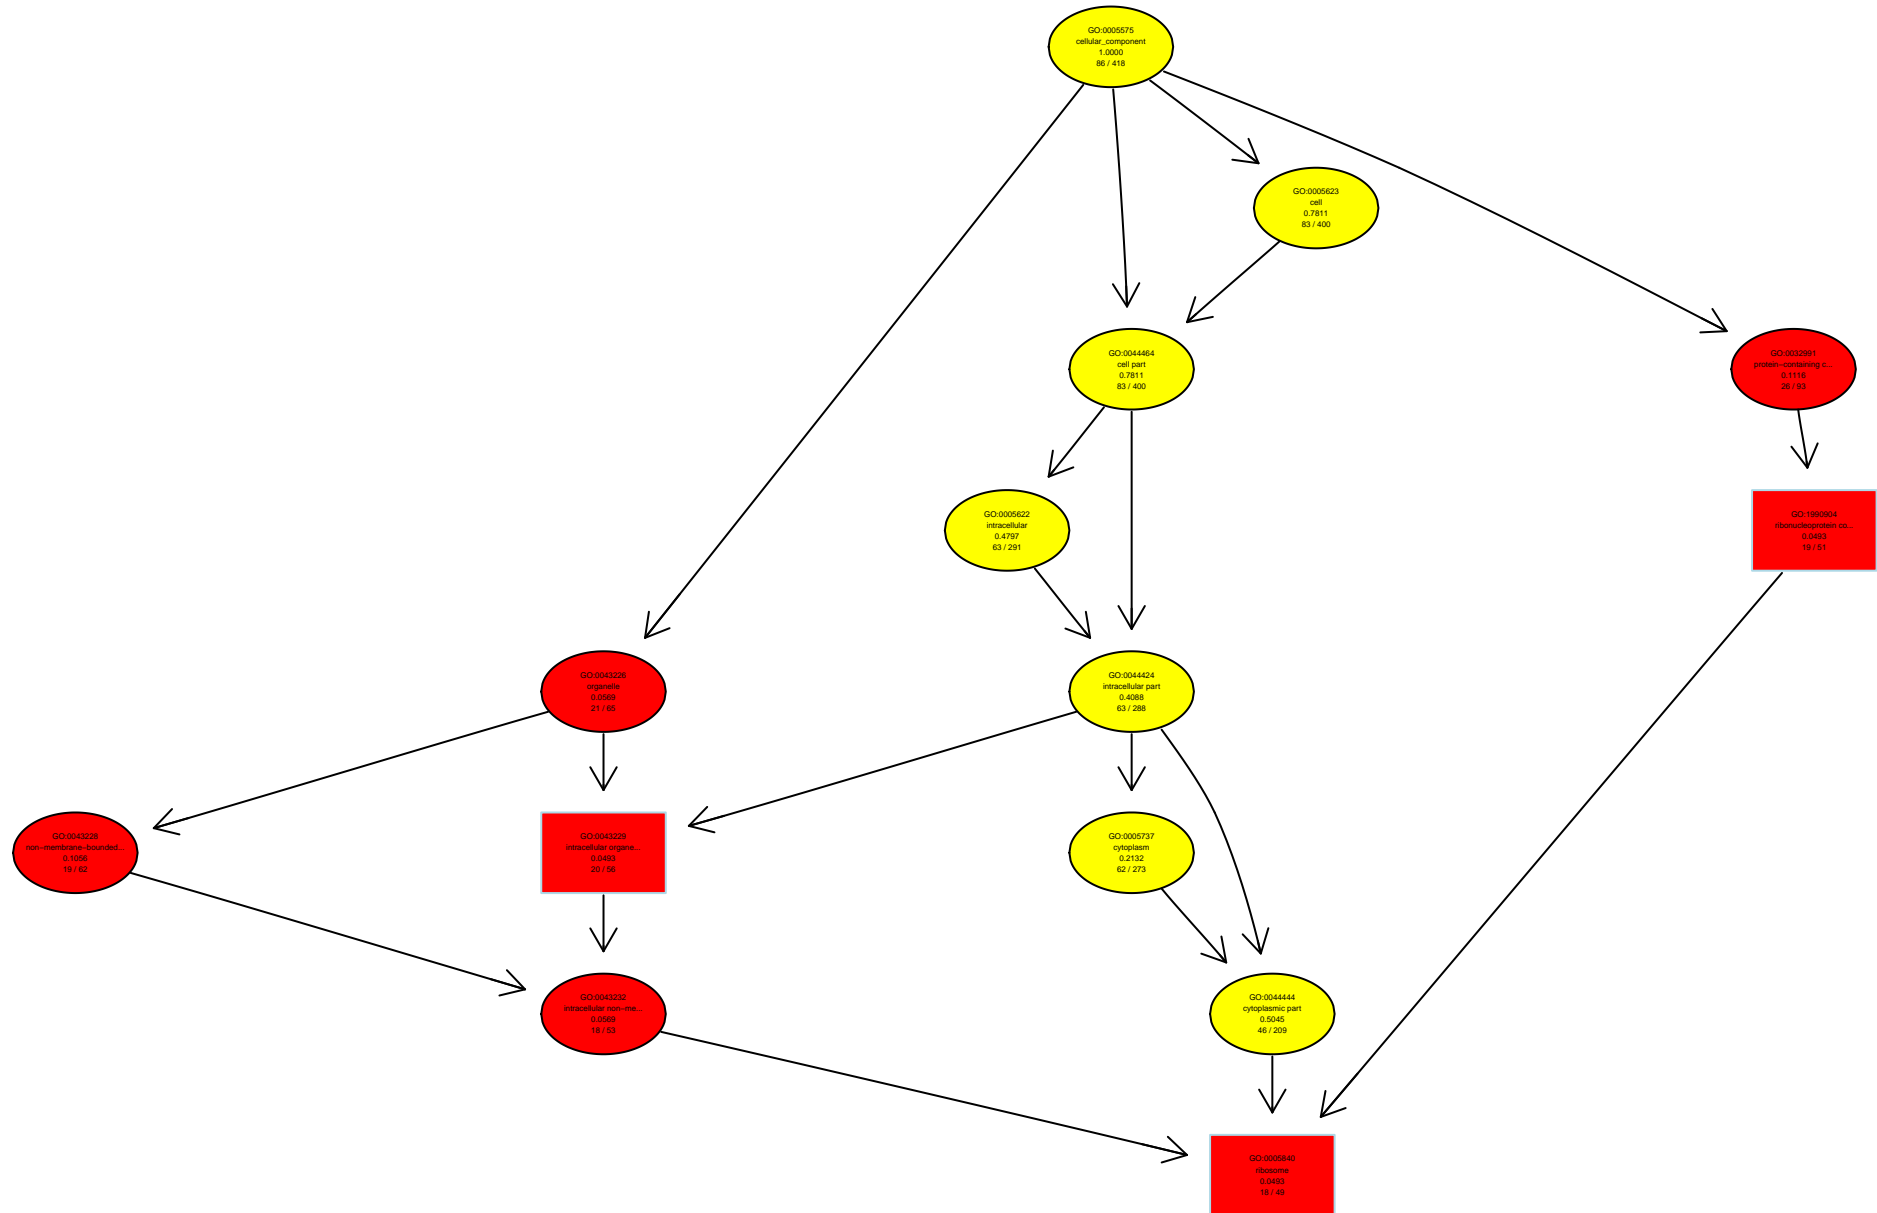 GO:0005575
cellular_component
1.0000
86 / 418
GO:0005623
cell
0.7811
83 / 400
GO:0044464
cell part
0.7811
83 / 400
GO:0032991
protein−containing c...
0.1118
26 / 93
GO:0005622
intracellular
0.4797
63 / 291
GO:1990904
ribonucleoprotein co...
0.0493
19 / 51
GO:0043226
organelle
0.0569
21 / 65
GO:0044424
intracellular part
0.4088
63 / 288
GO:0043228
non−membrane−bounded...
0.1056
19 / 62
GO:0043229
intracellular organe...
0.0493
20 / 56
GO:0005737
cytoplasm
0.2132
62 / 273
GO:0043232
intracellular non−me...
0.0569
18 / 53
GO:0044444
cytoplasmic part
0.5045
46 / 209
GO:0005840
ribosome
0.0493
18 / 49